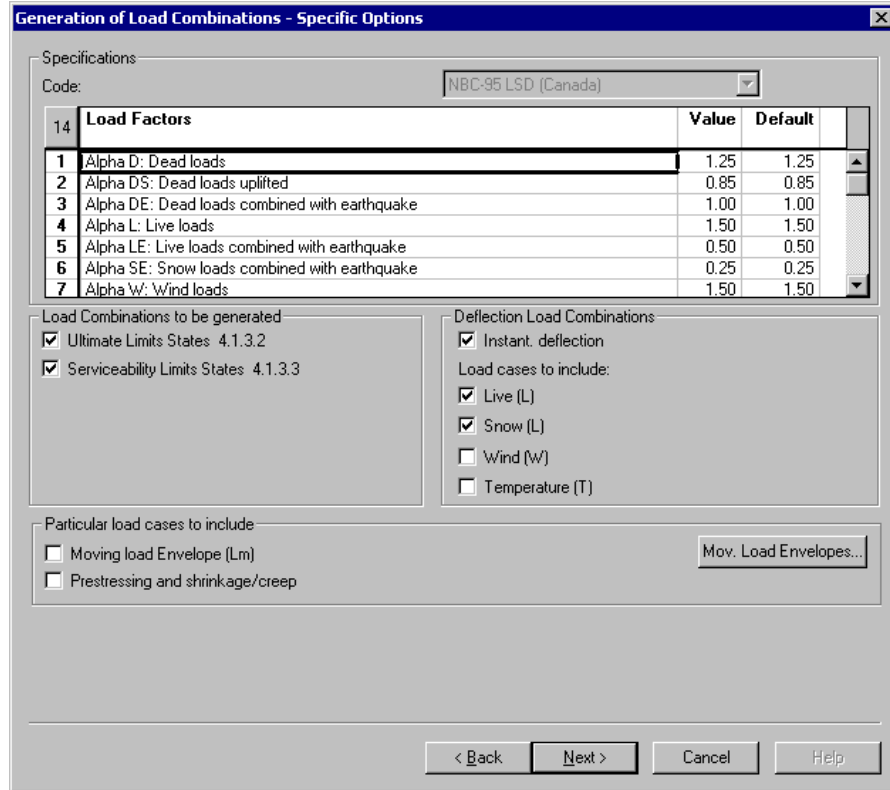 Generation of Load Combinations - Specific Options
Specifications
Code: NBC-95 LSD (Canada)
14 Load Factors Value Default
1 Alpha D: Dead loads 1.25 1.25
2 Alpha DS: Dead loads uplifted 0.85 0.85
3 Alpha DE: Dead loads combined with earthquake 1.00 1.00
4 Alpha L: Live loads 1.50 1.50
5 Alpha LE: Live loads combined with earthquake 0.50 0.50
6 Alpha SE: Snow loads combined with earthquake 0.25 0.25
7 Alpha W: Wind loads 1.50 1.50
Load Combinations to be generated
Ultimate Limits States 4.1.3.2
Serviceability Limits States 4.1.3.3
Deflection Load Combinations
Instant. deflection
Load cases to include:
Live (L)
Snow (L)
Wind (W)
Temperature (T)
Particular load cases to include
Moving load Envelope (Lm)
Prestressing and shrinkage/creep
Mov. Load Envelopes...
< Back Next > Cancel Help